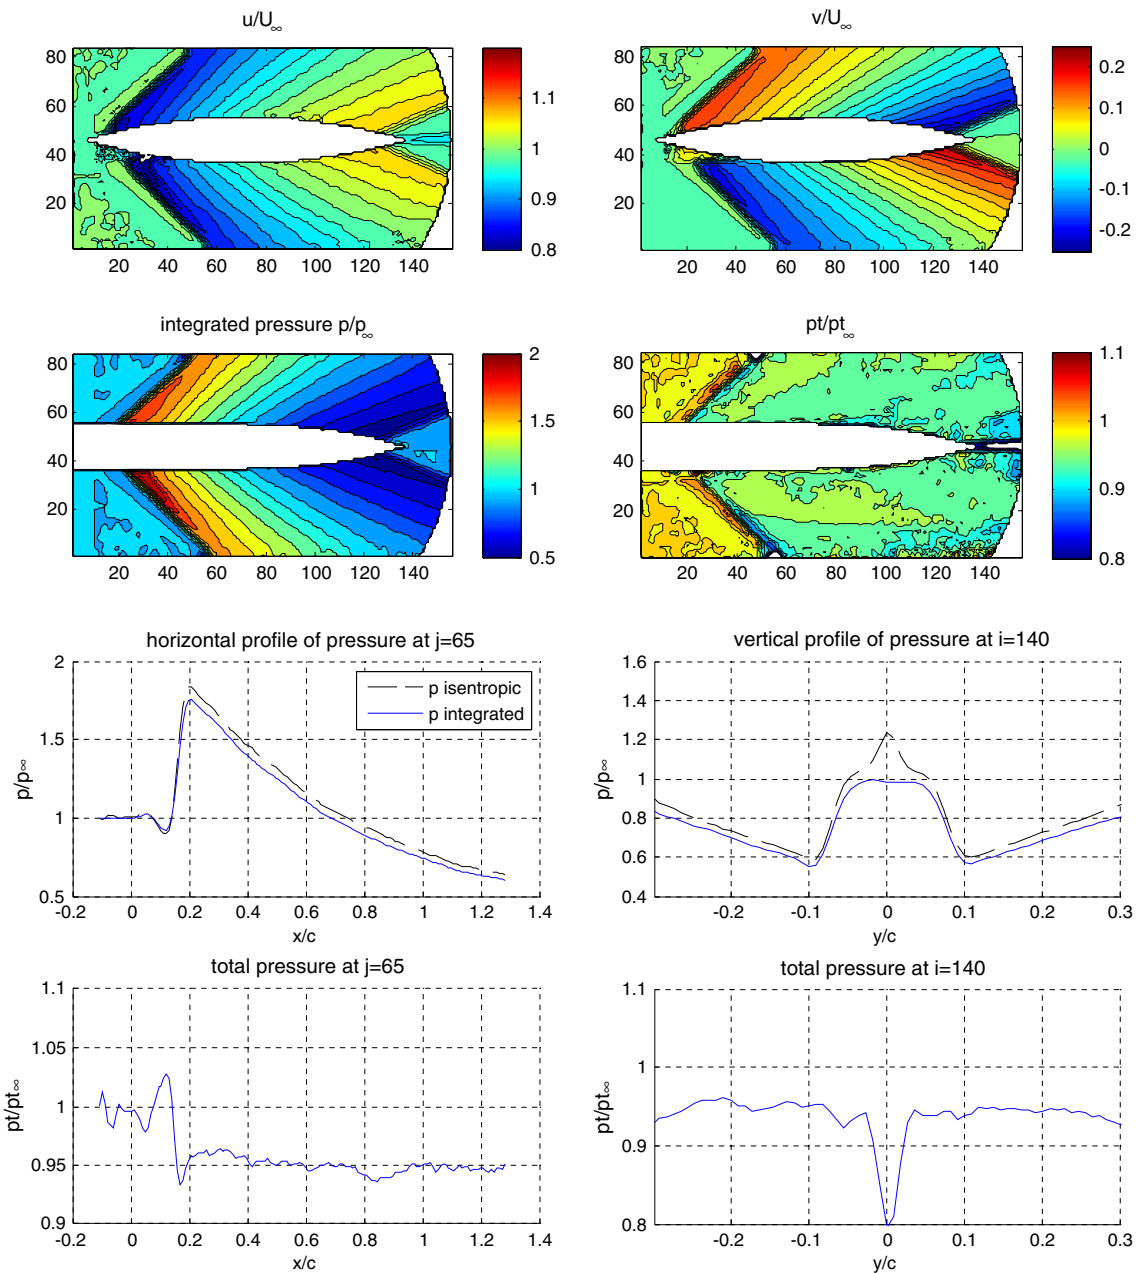 u/U∞
v/U∞
80
60
40
20
20 40 60 80 100 120 140
1.1
1
0.9
0.8
80
60
40
20
20 40 60 80 100 120 140
0.2
0.1
0
-0.1
-0.2
integrated pressure p/p∞
pt/pt∞
80
60
40
20
20 40 60 80 100 120 140
2
1.5
1
0.5
80
60
40
20
20 40 60 80 100 120 140
1.1
1
0.9
0.8
horizontal profile of pressure at j=65
p/p∞
2
1.5
1
0.5
p isentropic
p integrated
-0.2 0 0.2 0.4 0.6 0.8 1 1.2 1.4
x/c
vertical profile of pressure at i=140
p/p∞
1.6
1.4
1.2
1
0.8
0.6
0.4
-0.2 -0.1 0 0.1 0.2 0.3
y/c
total pressure at j=65
pt/pt∞
1.1
1.05
1
0.95
0.9
-0.2 0 0.2 0.4 0.6 0.8 1 1.2 1.4
x/c
total pressure at i=140
pt/pt∞
1.1
1
0.9
0.8
-0.2 -0.1 0 0.1 0.2 0.3
y/c